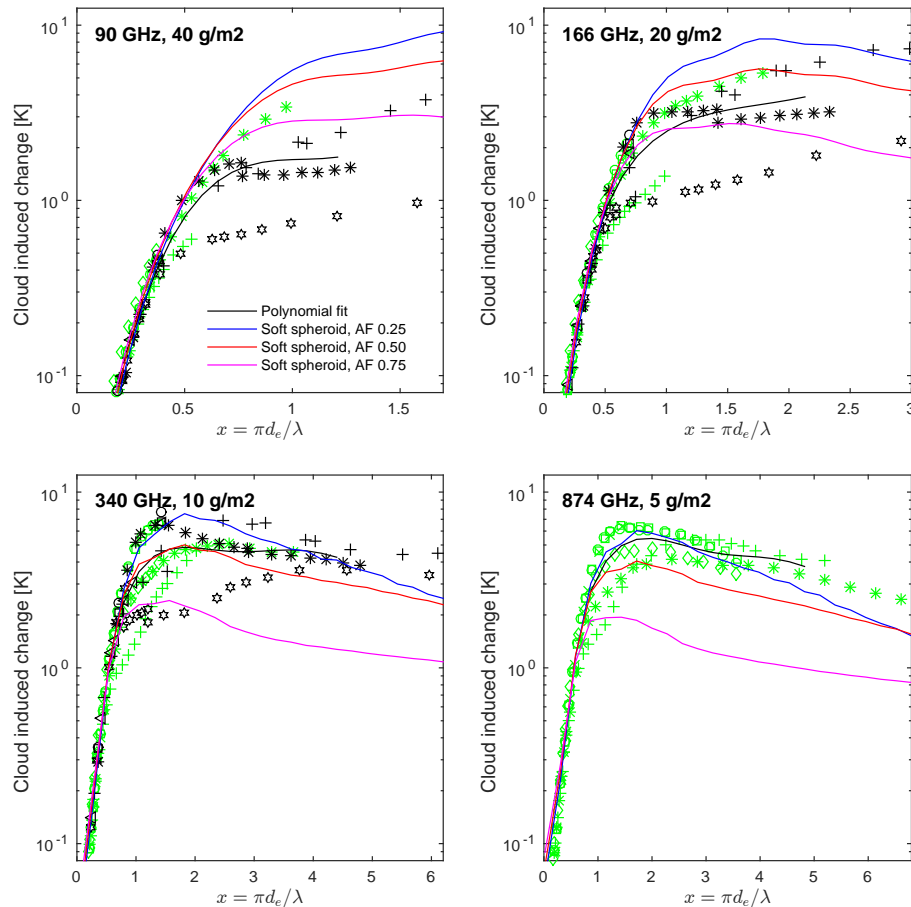 90 GHz, 40 g/m2
Cloud induced change [K]
10^1
10^0
10^-1
Polynomial fit
Soft spheroid, AF 0.25
Soft spheroid, AF 0.50
Soft spheroid, AF 0.75
0 0.5 1 1.5
x = πd_e/λ
166 GHz, 20 g/m2
Cloud induced change [K]
10^1
10^0
10^-1
0 0.5 1 1.5 2 2.5 3
x = πd_e/λ
340 GHz, 10 g/m2
Cloud induced change [K]
10^1
10^0
10^-1
0 1 2 3 4 5 6
x = πd_e/λ
874 GHz, 5 g/m2
Cloud induced change [K]
10^1
10^0
10^-1
0 1 2 3 4 5 6
x = πd_e/λ